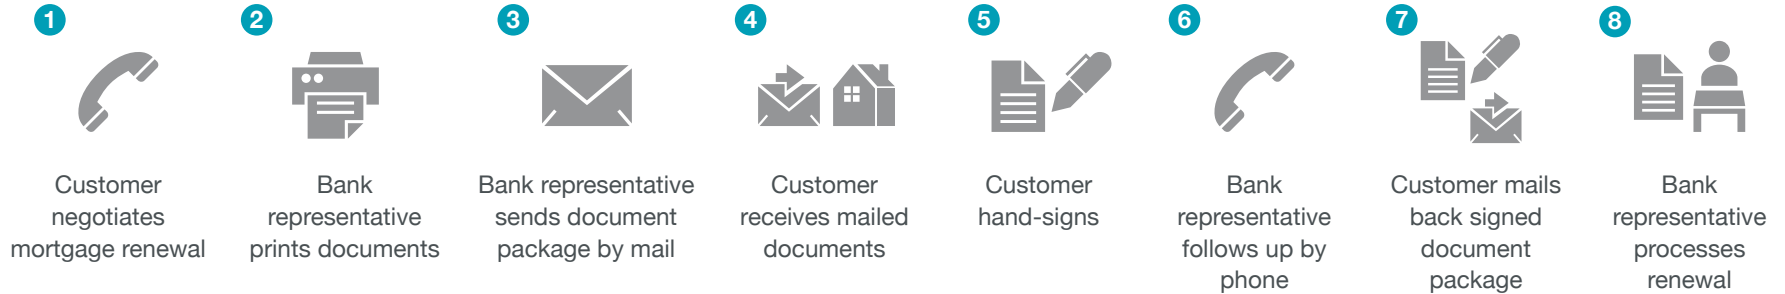 1
Customer
negotiates
mortgage renewal
2
Bank
representative
prints documents
3
Bank representative
sends document
package by mail
4
Customer
receives mailed
documents
5
Customer
hand-signs
6
Bank
representative
follows up by
phone
7
Customer mails
back signed
document
package
8
Bank
representative
processes
renewal